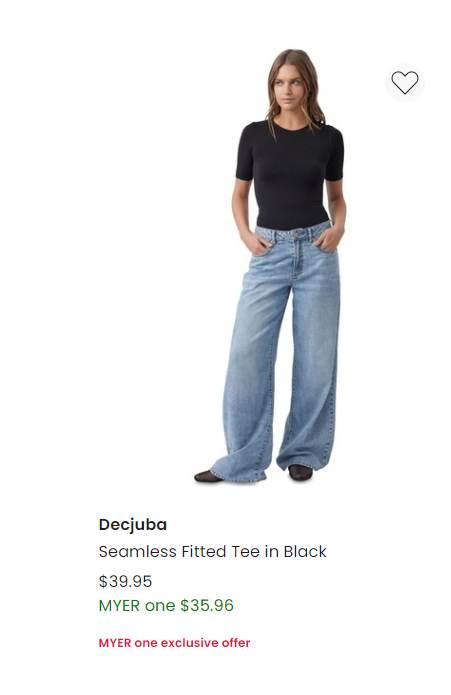 Decjuba
Seamless Fitted Tee in Black
$39.95
MYER one $35.96
MYER one exclusive offer